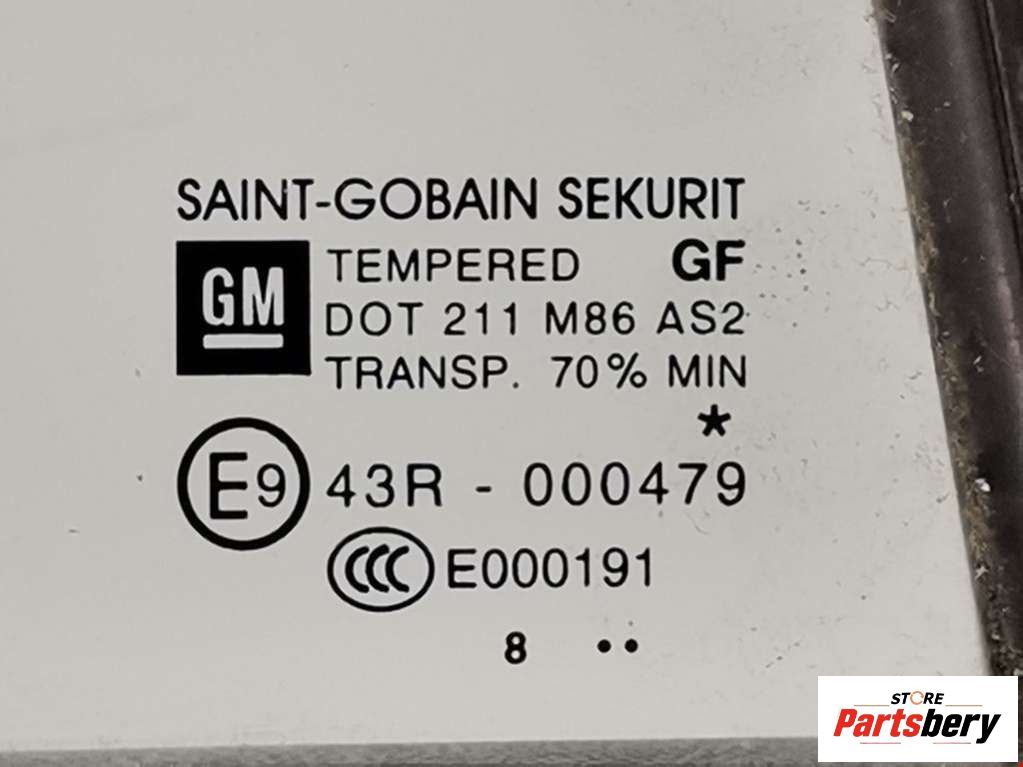 SAINT-GOBAIN SEKURIT
GM
TEMPERED GF
DOT 211 M86 AS2
TRANSP. 70% MIN
*
E9 43R - 000479
CCC E000191
8 ••
STORE
Partsbery